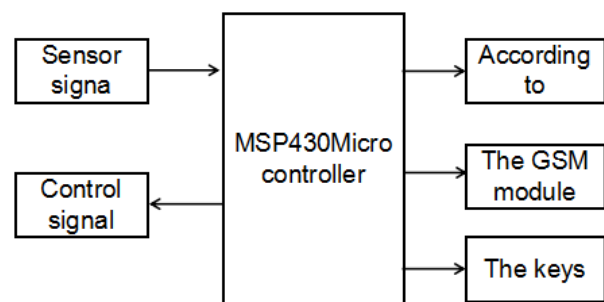 Sensor
signa
Control
signal
MSP430Micro
controller
According
to
The GSM
module
The keys